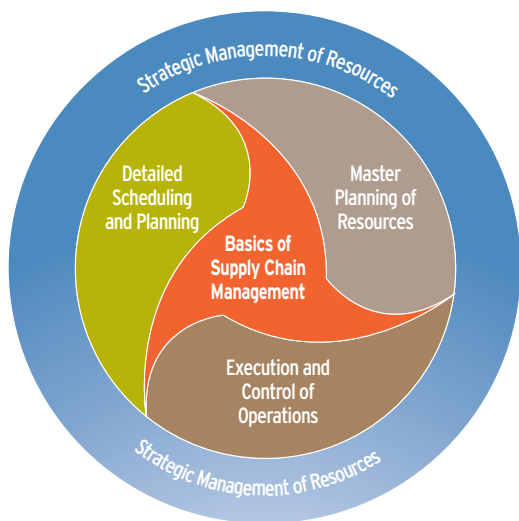 Strategic Management of Resources
Detailed
Scheduling
and Planning
Master
Planning of
Resources
Basics of
Supply Chain
Management
Execution and
Control of
Operations
Strategic Management of Resources